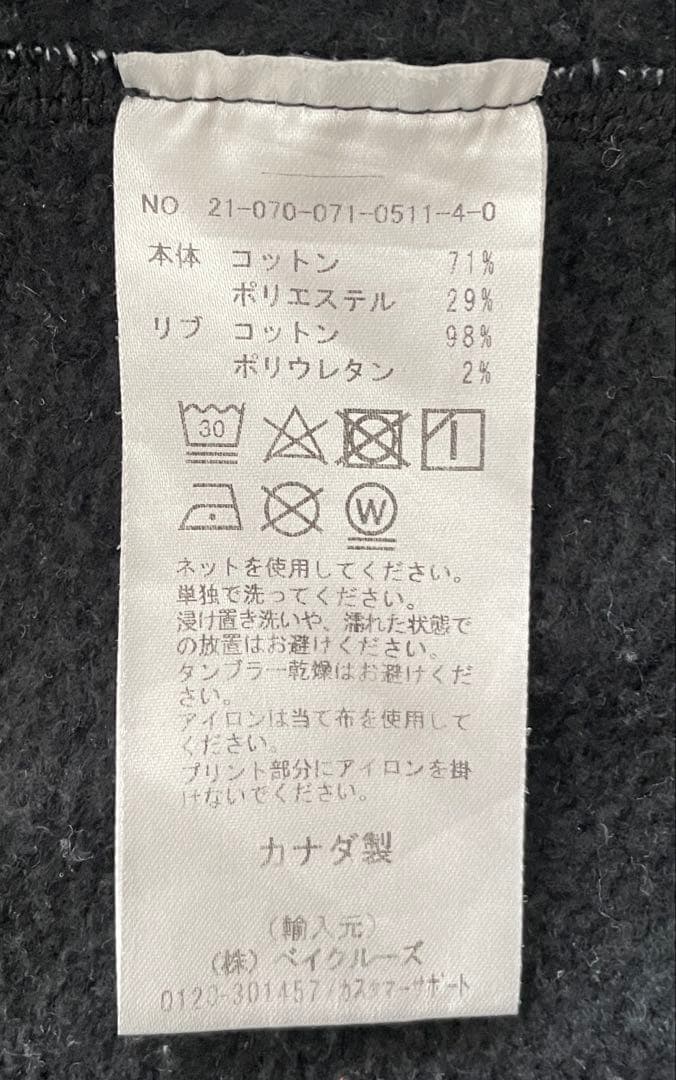 NO. 21-070-071-0511-4-0
本体 コットン 71%
ポリエステル 29%
リブ コットン 98%
ポリウレタン 2%
30
W
ネットを使用してください。
単独で洗ってください。
浸け置き洗いや、濡れた状態で
の放置はお避けください。
タンブラー乾燥はお避けくだ
さい。
アイロンは当て布を使用して
ください。
プリント部分にアイロンを掛
けないでください。
カナダ製
(輸入元)
(株) ベイクルーズ
0120-301457/カスタマーサポート